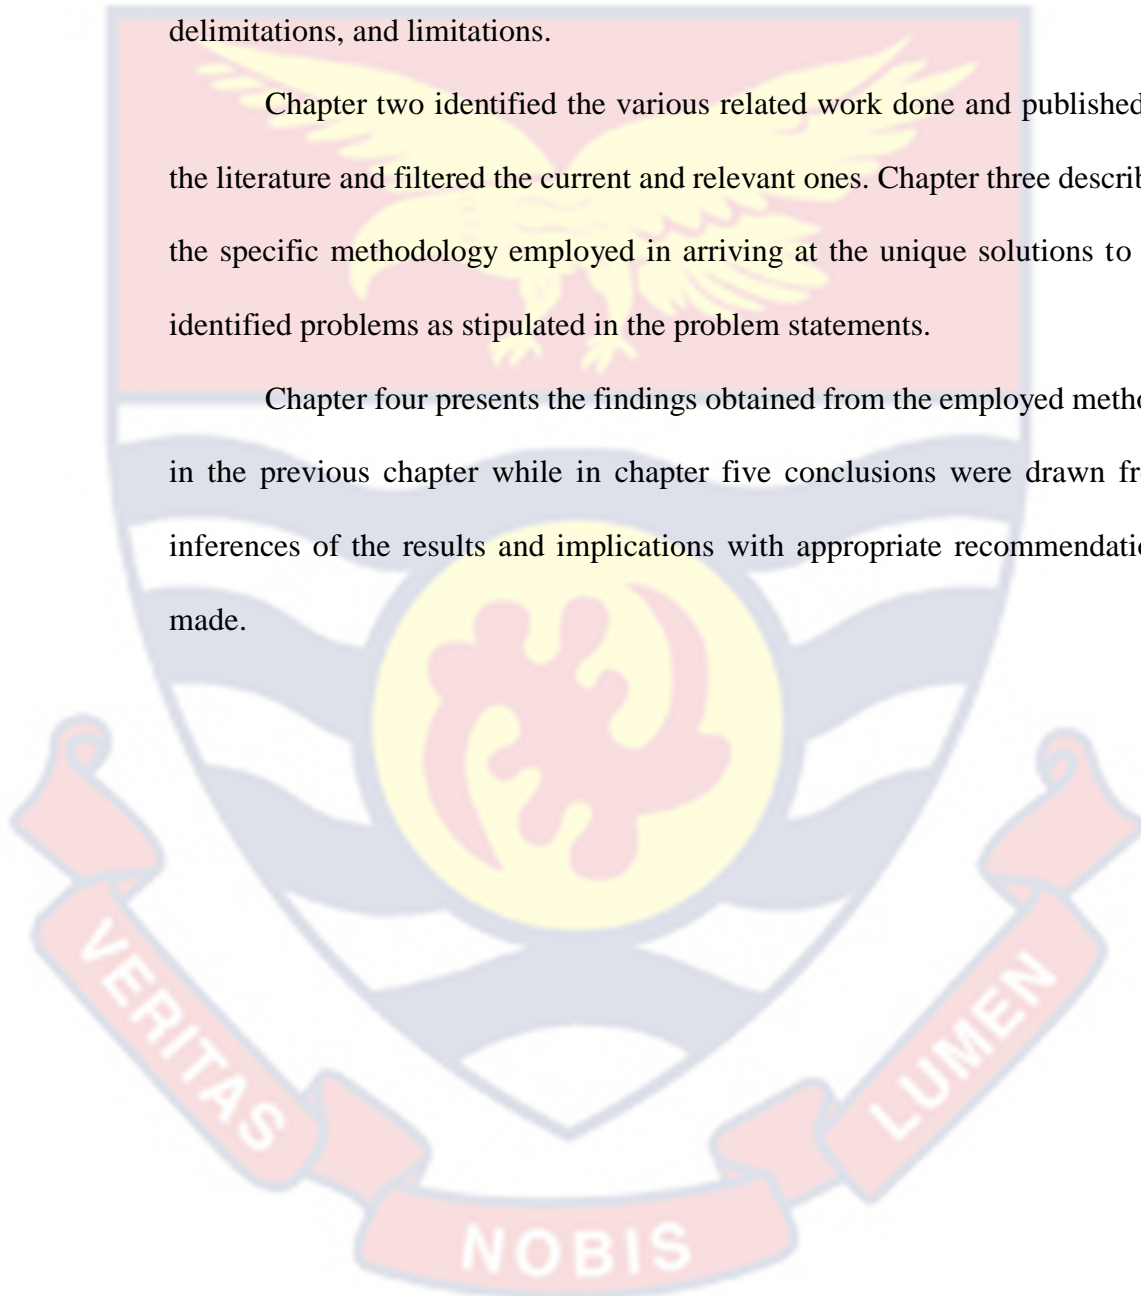 delimitations, and limitations.
Chapter two identified the various related work done and published
the literature and filtered the current and relevant ones. Chapter three describ
the specific methodology employed in arriving at the unique solutions to
identified problems as stipulated in the problem statements.
Chapter four presents the findings obtained from the employed metho
in the previous chapter while in chapter five conclusions were drawn fr
inferences of the results and implications with appropriate recommendatio
made.
VERITAS
NOBIS
LUMEN